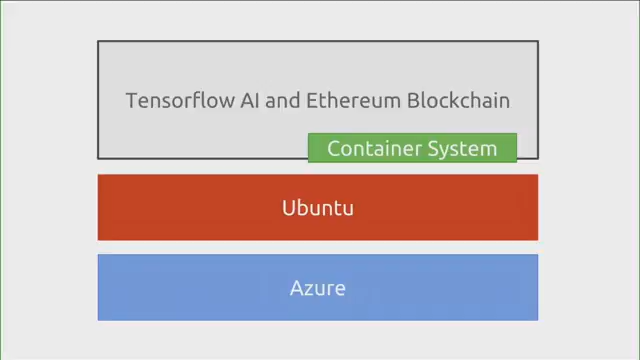 Tensorflow AI and Ethereum Blockchain
Container System
Ubuntu
Azure